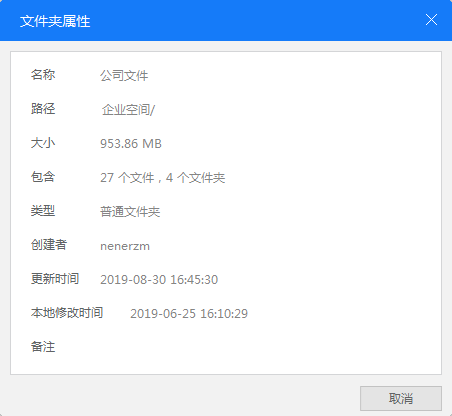 文件夹属性
名称 公司文件
路径 企业空间/
大小 953.86 MB
包含 27 个文件，4 个文件夹
类型 普通文件夹
创建者 nenerzm
更新时间 2019-08-30 16:45:30
本地修改时间 2019-06-25 16:10:29
备注
取消